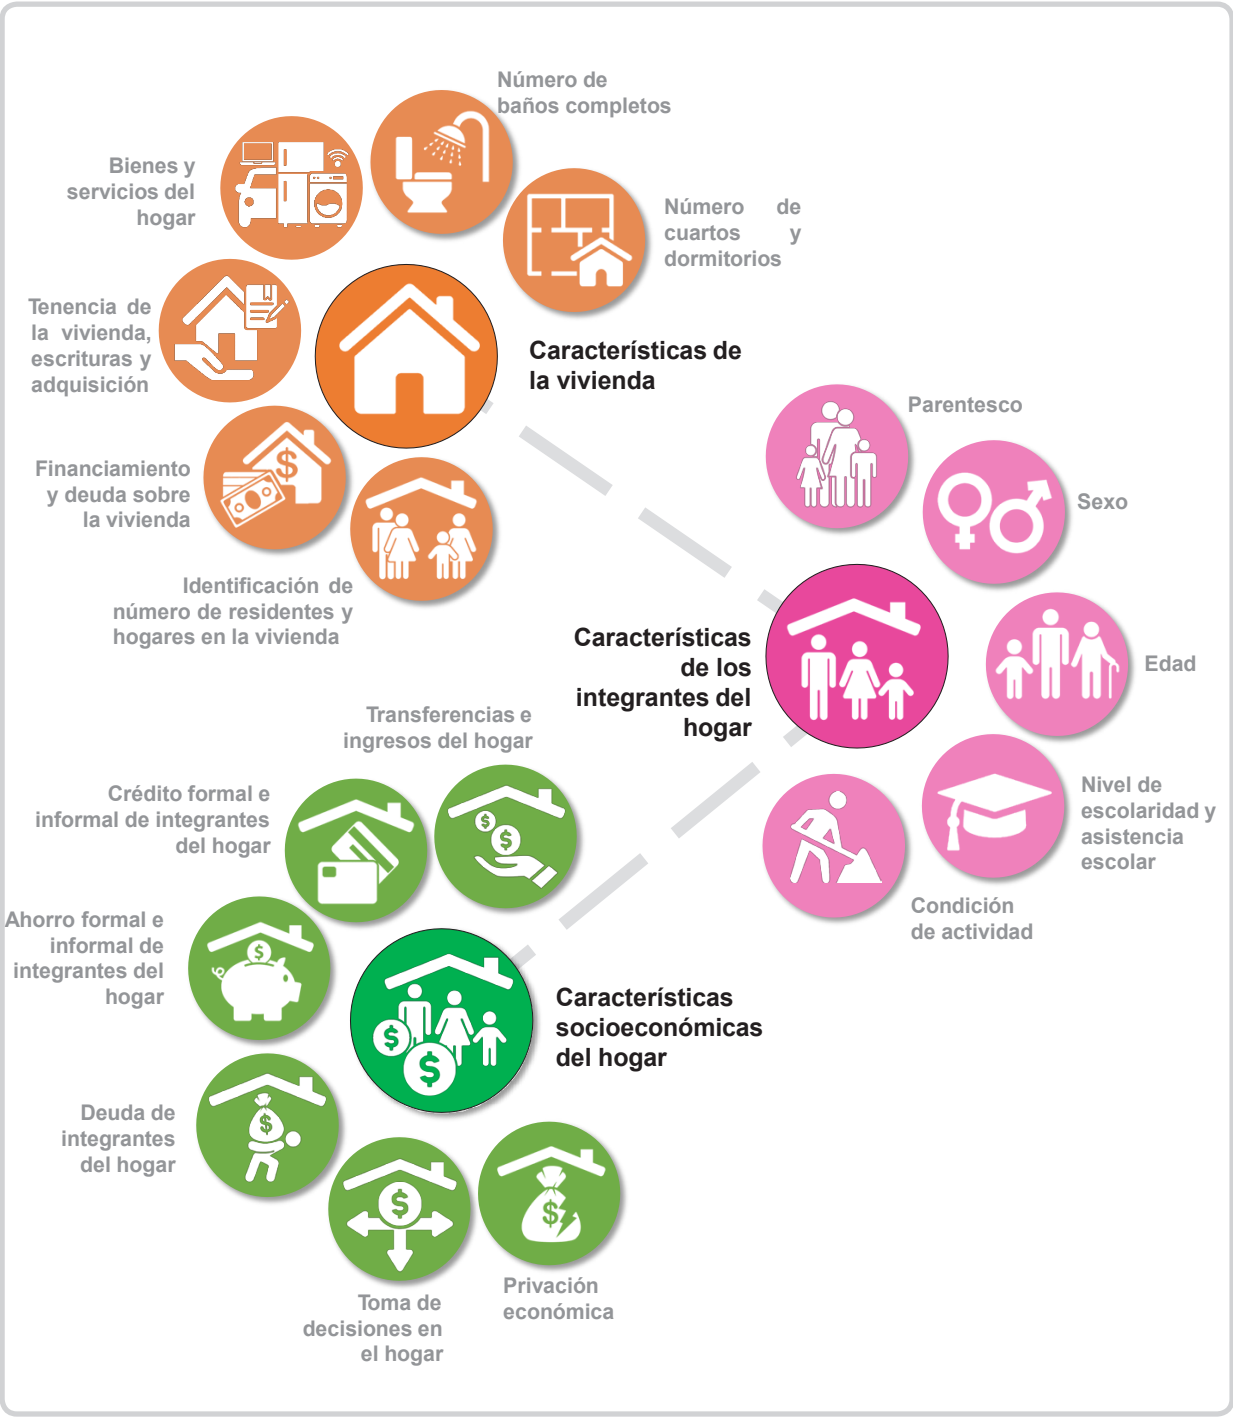 Número de
baños completos
Bienes y
servicios del
hogar
Número de
cuartos y
dormitorios
Tenencia de
la vivienda,
escrituras y
adquisición
Características de
la vivienda
Financiamiento
y deuda sobre
la vivienda
Identificación de
número de residentes y
hogares en la vivienda
Parentesco
Sexo
Características
de los
integrantes del
hogar
Edad
Nivel de
escolaridad y
asistencia
escolar
Condición
de actividad
Transferencias e
ingresos del hogar
Crédito formal e
informal de integrantes
del hogar
Ahorro formal e
informal de
integrantes del
hogar
Características
socioeconómicas
del hogar
Deuda de
integrantes
del hogar
Toma de
decisiones en
el hogar
Privación
económica